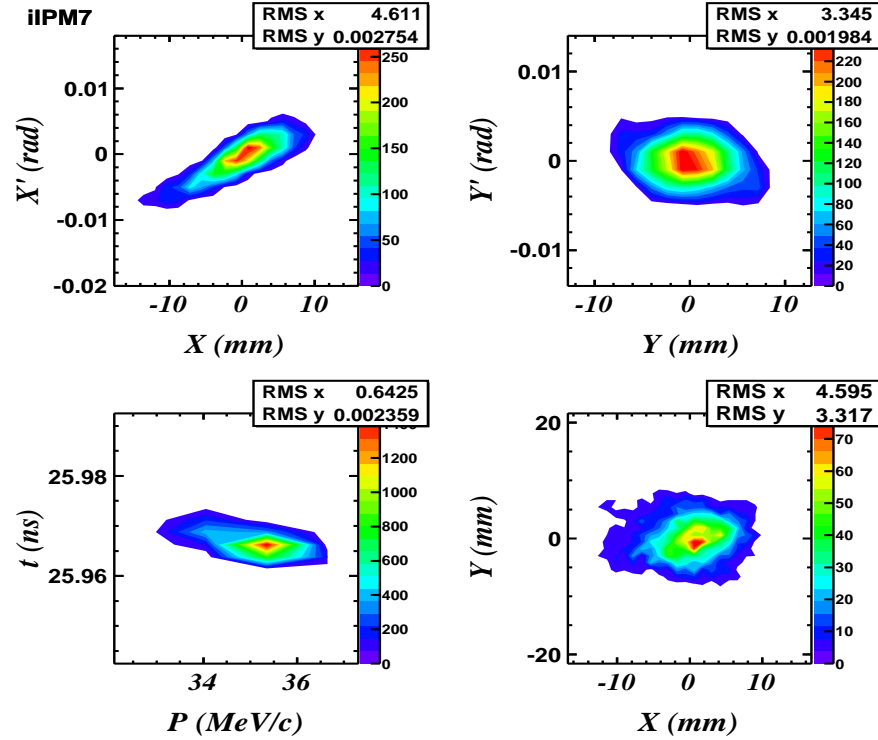 iIPM7
RMS x 4.611
RMS y 0.002754
0.01
0
-0.01
-0.02
X' (rad)
-10 0 10
X (mm)
250
200
150
100
50
0
RMS x 3.345
RMS y 0.001984
0.01
0
-0.01
Y' (rad)
-10 0 10
Y (mm)
220
200
180
160
140
120
100
80
60
40
20
0
RMS x 0.6425
RMS y 0.002359
25.98
25.96
t (ns)
34 36
P (MeV/c)
1200
1000
800
600
400
200
0
RMS x 4.595
RMS y 3.317
20
0
-20
Y (mm)
-10 0 10
X (mm)
70
60
50
40
30
20
10
0